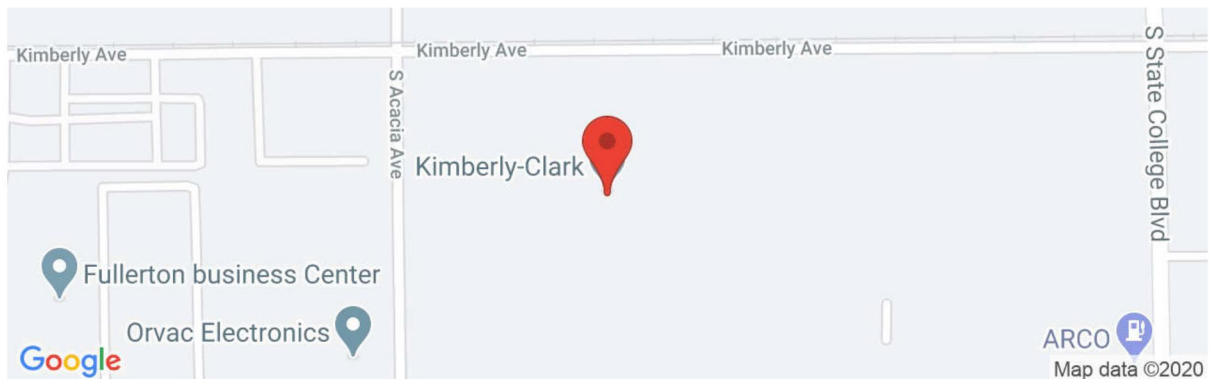 Kimberly Ave
Kimberly Ave
Kimberly Ave
S State College Blvd
S Acacia Ave
Kimberly-Clark
Fullerton business Center
Orvac Electronics
ARCO
Google
Map data ©2020